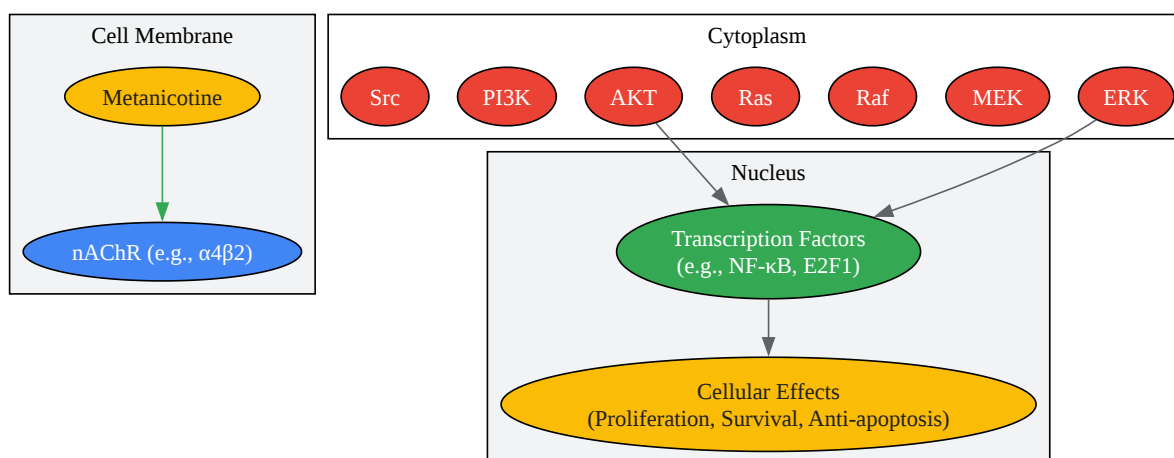 Cell Membrane
Metanicotine
nAChR (e.g., α4β2)
Cytoplasm
Src
PI3K
AKT
Ras
Raf
MEK
ERK
Nucleus
Transcription Factors
(e.g., NF-κB, E2F1)
Cellular Effects
(Proliferation, Survival, Anti-apoptosis)